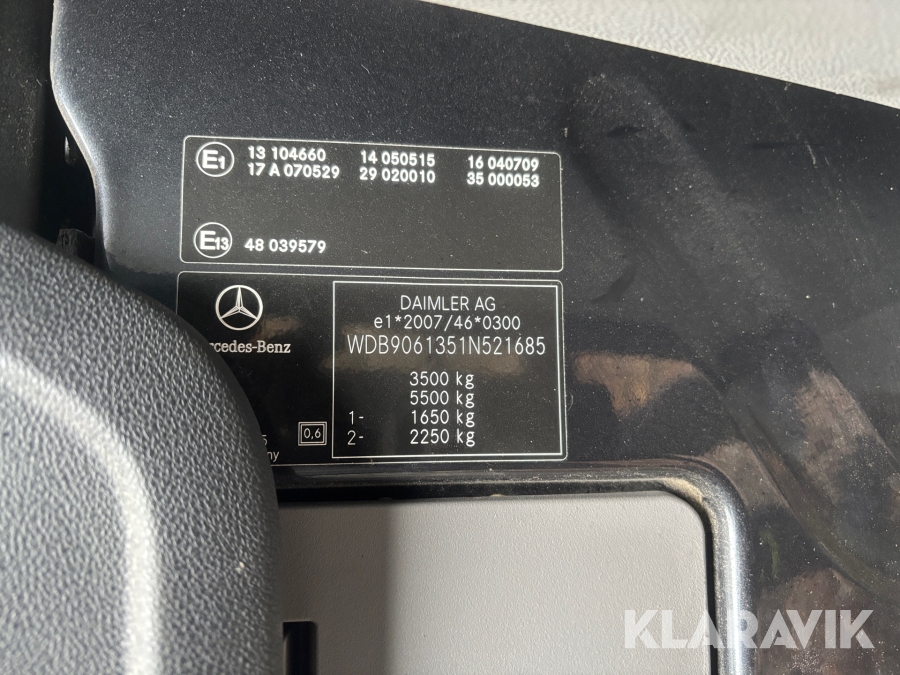 E1 13 104660 14 050515 16 040709
17 A 070529 29 020010 35 000053
E13 48 039579
DAIMLER AG
e1*2007/46*0300
WDB9061351N521685
3500 kg
5500 kg
1- 1650 kg
2- 2250 kg
0,6
KLARAVIK